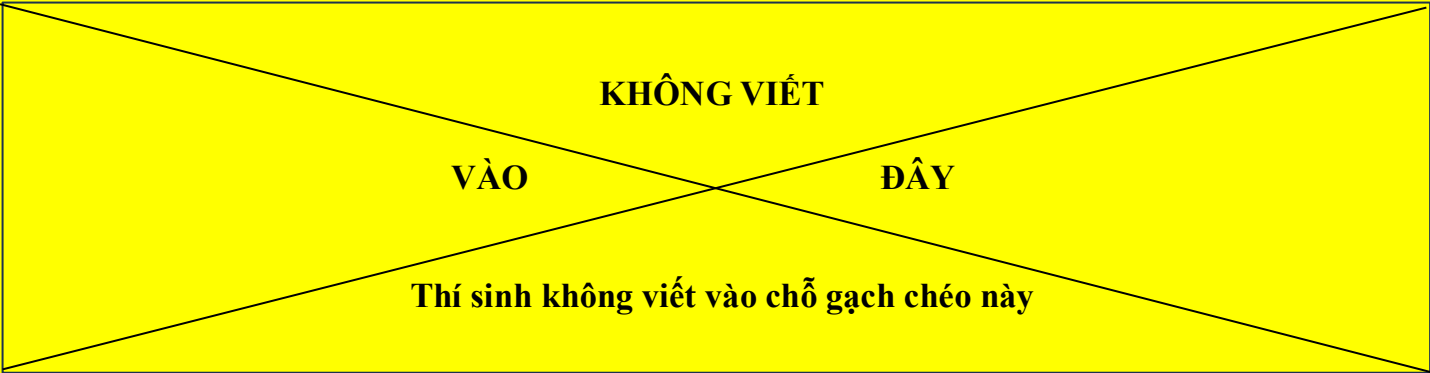 KHÔNG VIẾT
VÀO ĐÂY
Thí sinh không viết vào chỗ gạch chéo này